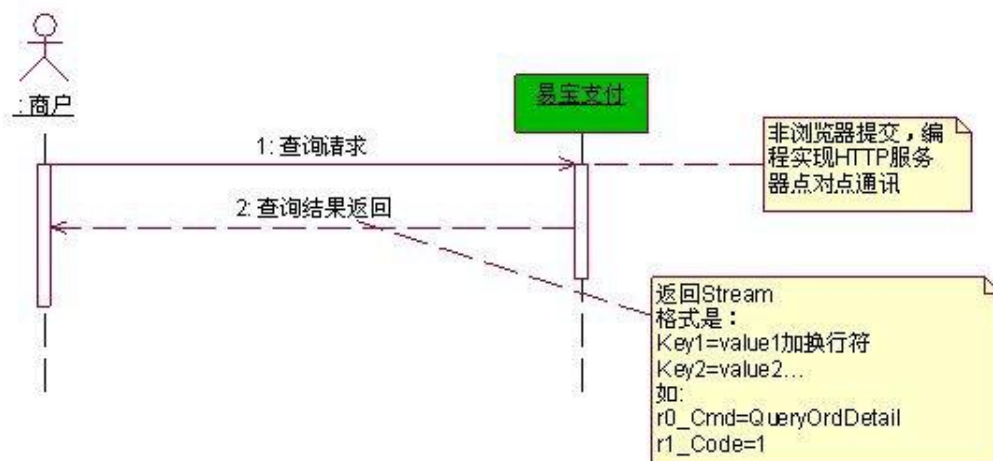 : 商户
易宝支付
1: 查询请求
非浏览器提交，编
程实现HTTP服务
器点对点通讯
2: 查询结果返回
返回Stream
格式是：
Key1=value1加换行符
Key2=value2...
如:
r0_Cmd=QueryOrdDetail
r1_Code=1